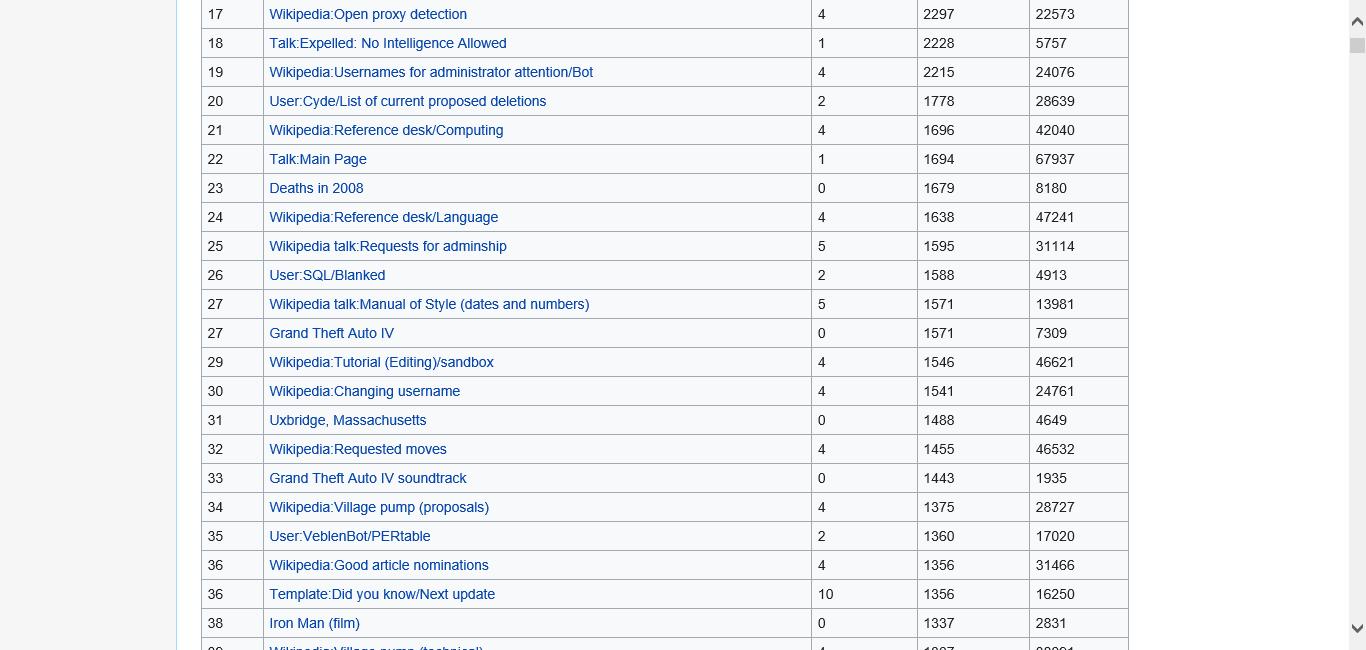 17 Wikipedia:Open proxy detection 4 2297 22573
18 Talk:Expelled: No Intelligence Allowed 1 2228 5757
19 Wikipedia:Usernames for administrator attention/Bot 4 2215 24076
20 User:Cyde/List of current proposed deletions 2 1778 28639
21 Wikipedia:Reference desk/Computing 4 1696 42040
22 Talk:Main Page 1 1694 67937
23 Deaths in 2008 0 1679 8180
24 Wikipedia:Reference desk/Language 4 1638 47241
25 Wikipedia talk:Requests for adminship 5 1595 31114
26 User:SQL/Blanked 2 1588 4913
27 Wikipedia talk:Manual of Style (dates and numbers) 5 1571 13981
27 Grand Theft Auto IV 0 1571 7309
29 Wikipedia:Tutorial (Editing)/sandbox 4 1546 46621
30 Wikipedia:Changing username 4 1541 24761
31 Uxbridge, Massachusetts 0 1488 4649
32 Wikipedia:Requested moves 4 1455 46532
33 Grand Theft Auto IV soundtrack 0 1443 1935
34 Wikipedia:Village pump (proposals) 4 1375 28727
35 User:VeblenBot/PERtable 2 1360 17020
36 Wikipedia:Good article nominations 4 1356 31466
36 Template:Did you know/Next update 10 1356 16250
38 Iron Man (film) 0 1337 2831
Wikipedia:Village pump (technical)